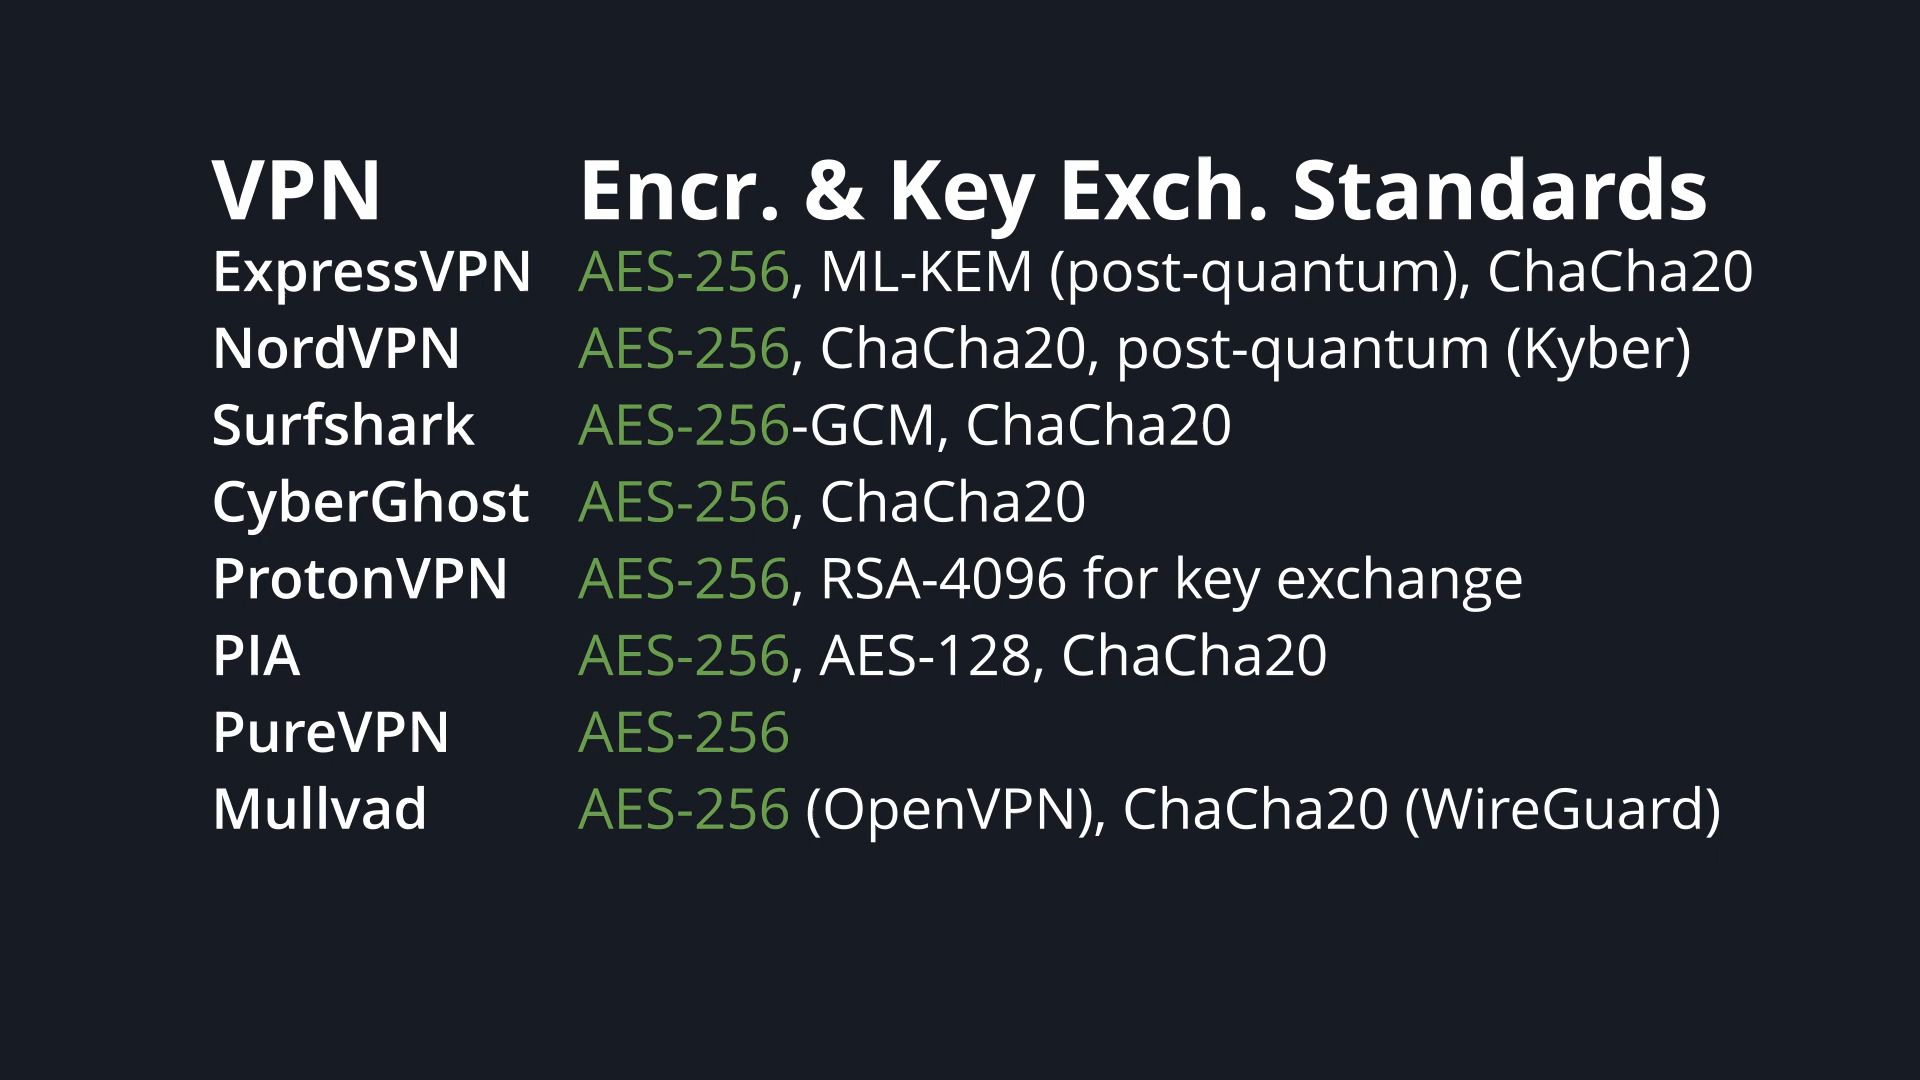 VPN Encr. & Key Exch. Standards
ExpressVPN AES-256, ML-KEM (post-quantum), ChaCha20
NordVPN AES-256, ChaCha20, post-quantum (Kyber)
Surfshark AES-256-GCM, ChaCha20
CyberGhost AES-256, ChaCha20
ProtonVPN AES-256, RSA-4096 for key exchange
PIA AES-256, AES-128, ChaCha20
PureVPN AES-256
Mullvad AES-256 (OpenVPN), ChaCha20 (WireGuard)